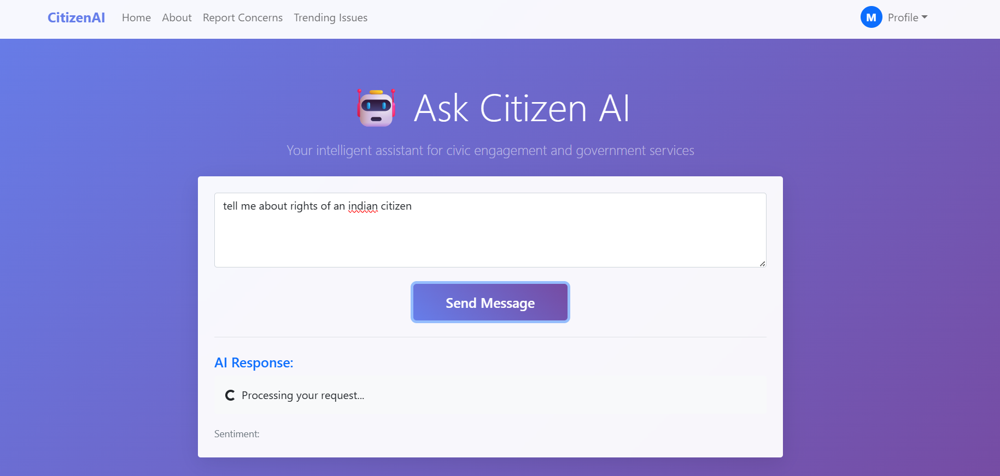 CitizenAI Home About Report Concerns Trending Issues M Profile
Ask Citizen AI
Your intelligent assistant for civic engagement and government services
tell me about rights of an indian citizen
Send Message
AI Response:
Processing your request...
Sentiment: